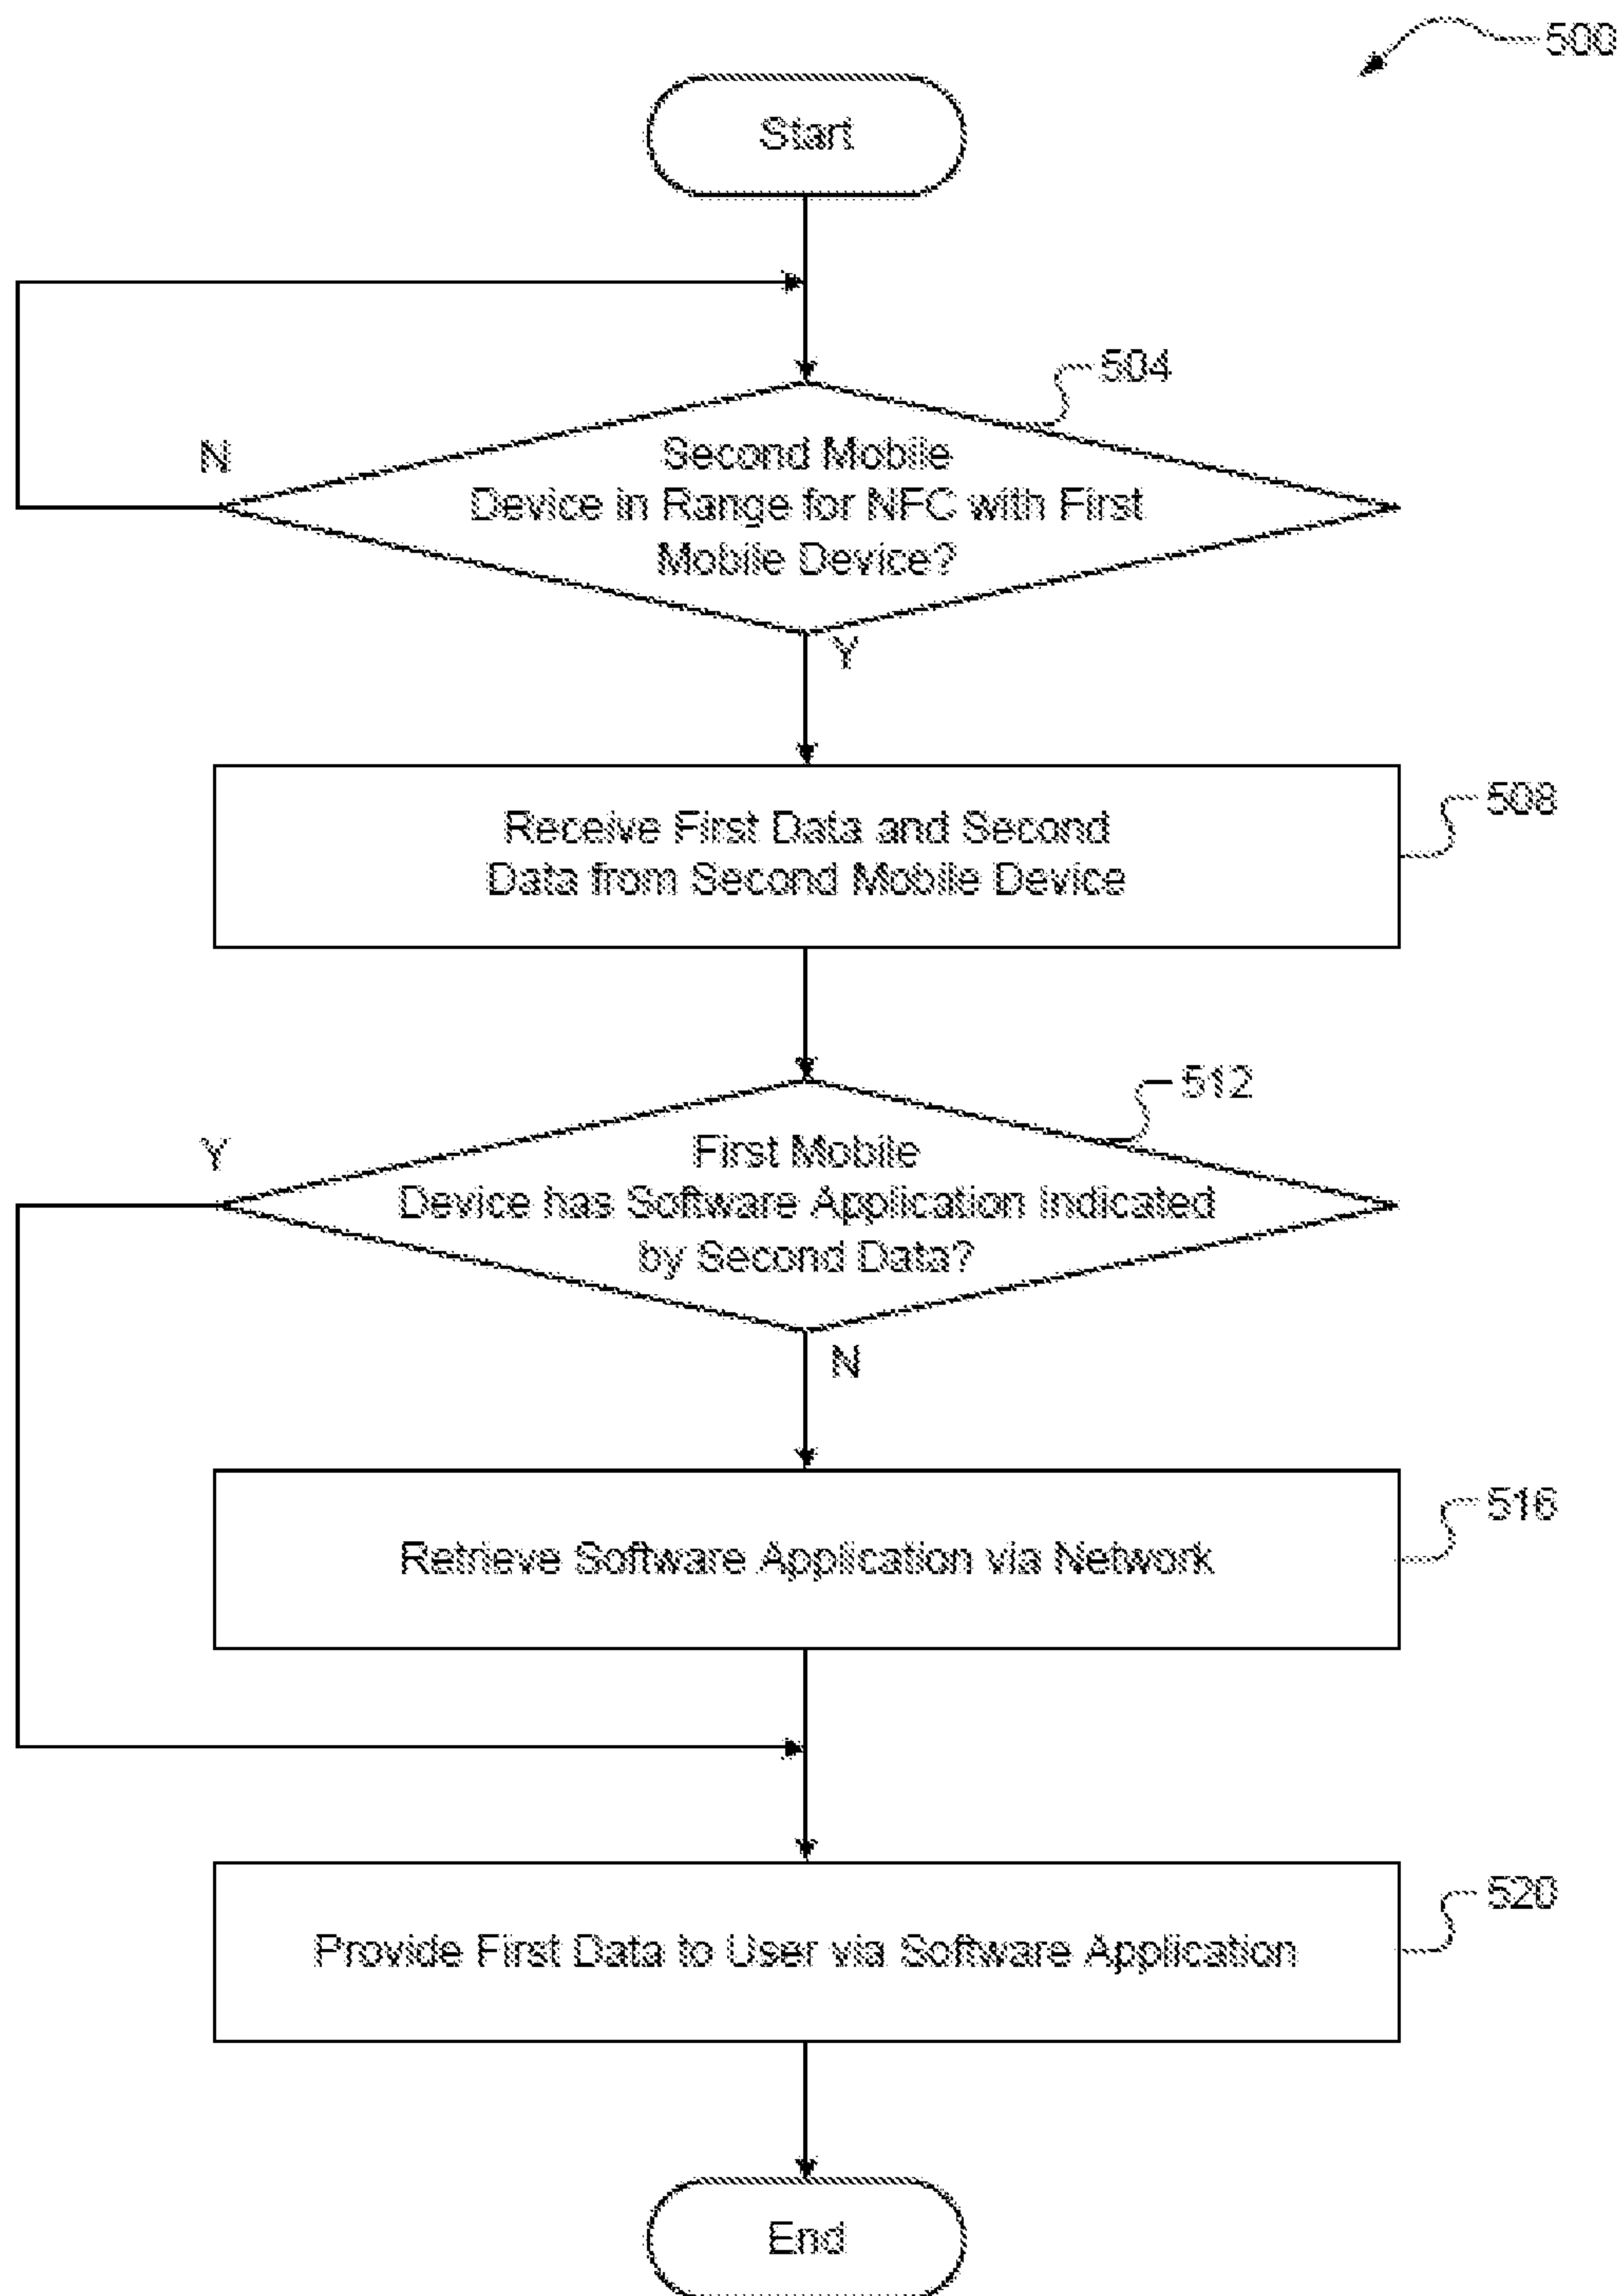 500
Start
504
N
Second Mobile
Device in Range for NFC with First
Mobile Device?
Y
508
Receive First Data and Second
Data from Second Mobile Device
512
Y
First Mobile
Device has Software Application Indicated
by Second Data?
N
516
Retrieve Software Application via Network
520
Provide First Data to User via Software Application
End